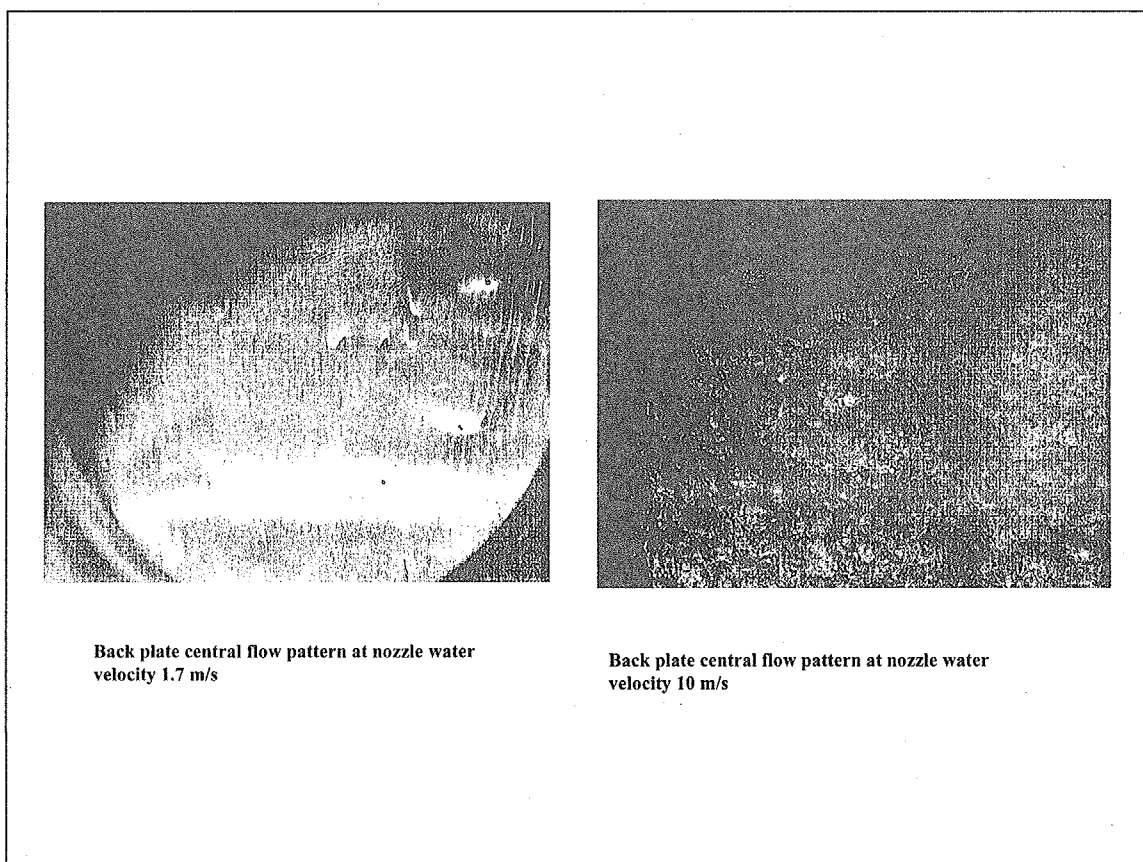 Back plate central flow pattern at nozzle water
velocity 1.7 m/s
Back plate central flow pattern at nozzle water
velocity 10 m/s